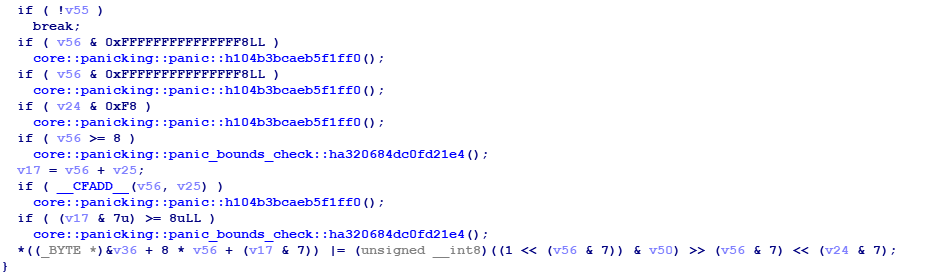 if ( !v55 )
break;
if ( v56 & 0xFFFFFFFFFFFFFFF8LL )
core::panicking::panic::h104b3bcaeb5f1ff0();
if ( v56 & 0xFFFFFFFFFFFFFFF8LL )
core::panicking::panic::h104b3bcaeb5f1ff0();
if ( v24 & 0xF8 )
core::panicking::panic::h104b3bcaeb5f1ff0();
if ( v56 >= 8 )
core::panicking::panic_bounds_check::ha320684dc0fd21e4();
v17 = v56 + v25;
if ( __CFADD__(v56, v25) )
core::panicking::panic::h104b3bcaeb5f1ff0();
if ( (v17 & 7u) >= 8uLL )
core::panicking::panic_bounds_check::ha320684dc0fd21e4();
*((_BYTE *)&v36 + 8 * v56 + (v17 & 7)) |= (unsigned __int8)((1 << (v56 & 7)) & v50) >> (v56 & 7) << (v24 & 7);
}